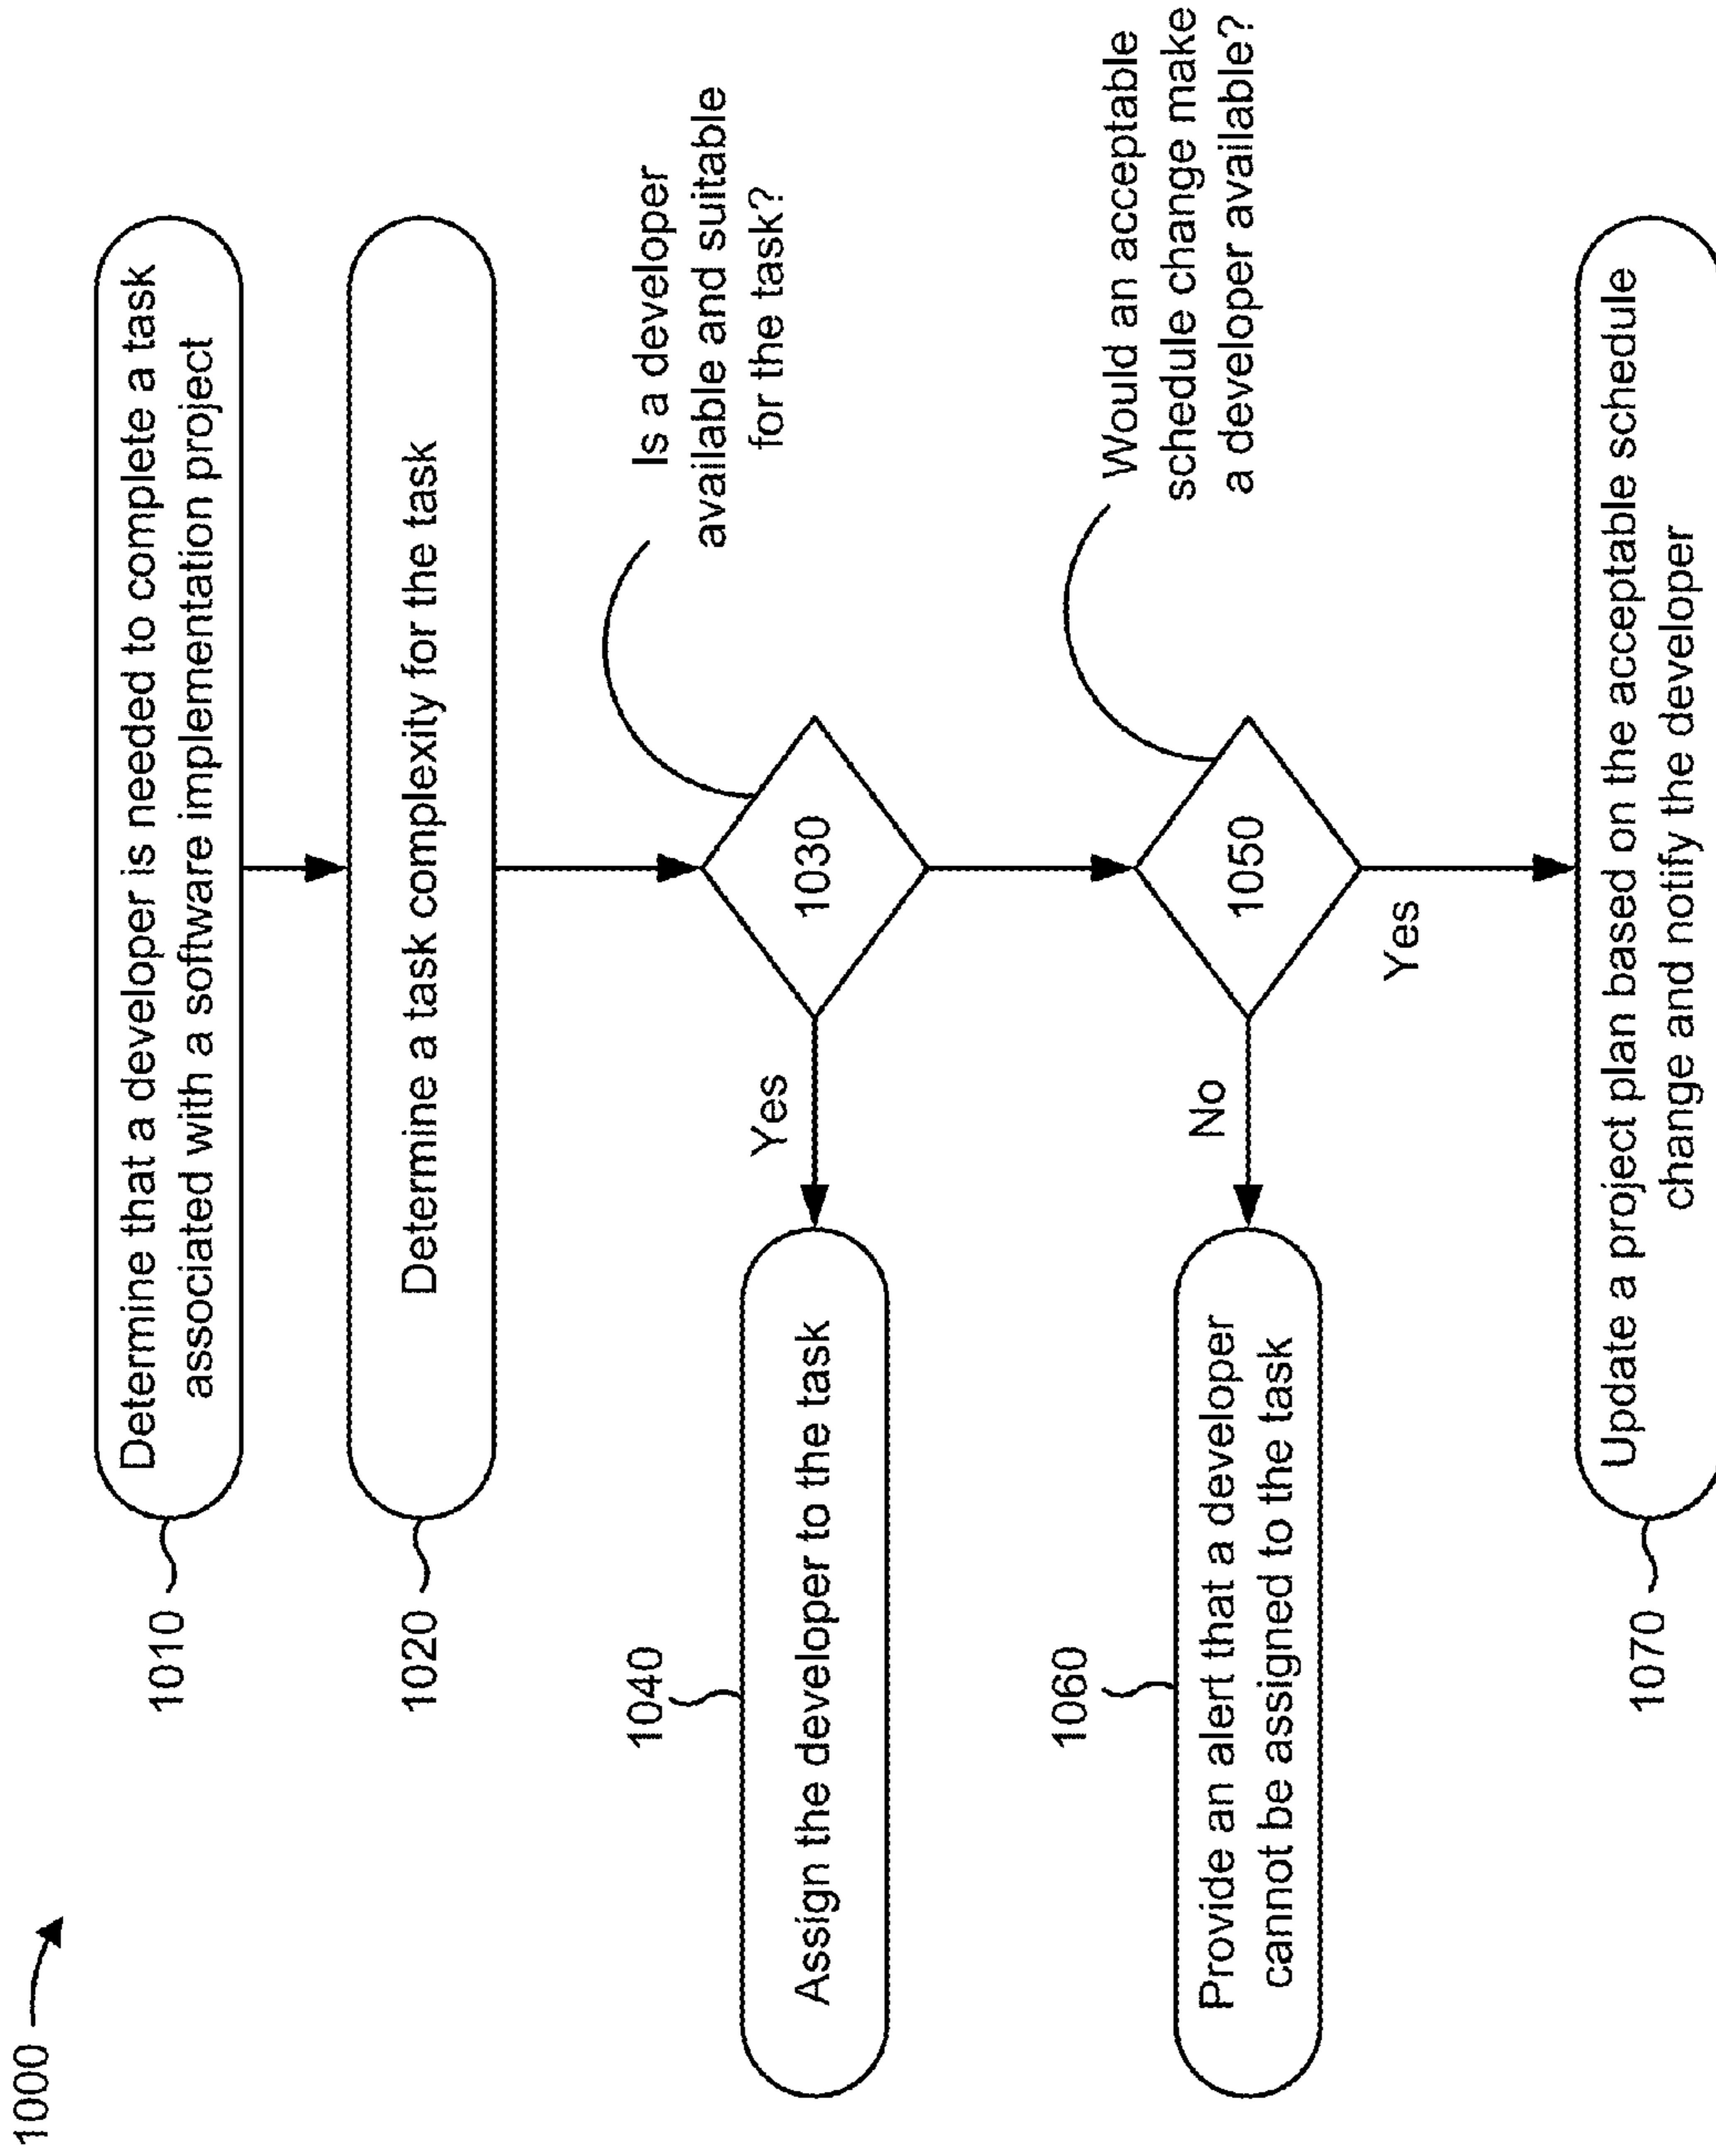 1000
1010
Determine that a developer is needed to complete a task
associated with a software implementation project
1020
Determine a task complexity for the task
Is a developer
available and suitable
for the task?
1030
Yes
1040
Assign the developer to the task
Would an acceptable
schedule change make
a developer available?
1050
No
1060
Provide an alert that a developer
cannot be assigned to the task
Yes
1070
Update a project plan based on the acceptable schedule
change and notify the developer